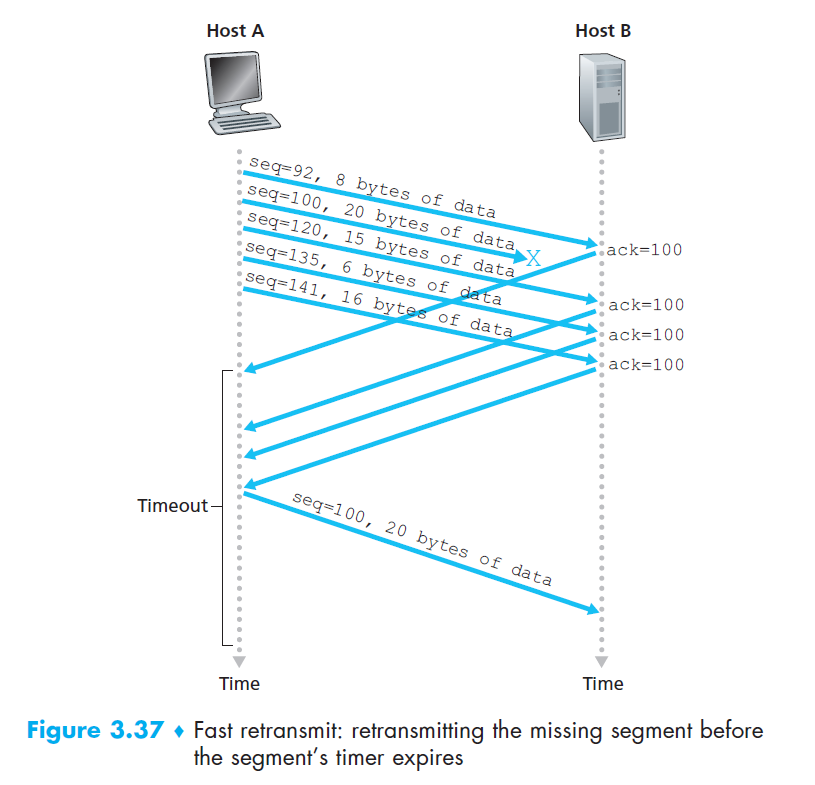 Host A
Host B
seq=92, 8 bytes of data
seq=100, 20 bytes of data
X
seq=120, 15 bytes of data
seq=135, 6 bytes of data
seq=141, 16 bytes of data
ack=100
ack=100
ack=100
ack=100
Timeout
seq=100, 20 bytes of data
Time
Time
Figure 3.37 ♦ Fast retransmit: retransmitting the missing segment before
the segment’s timer expires